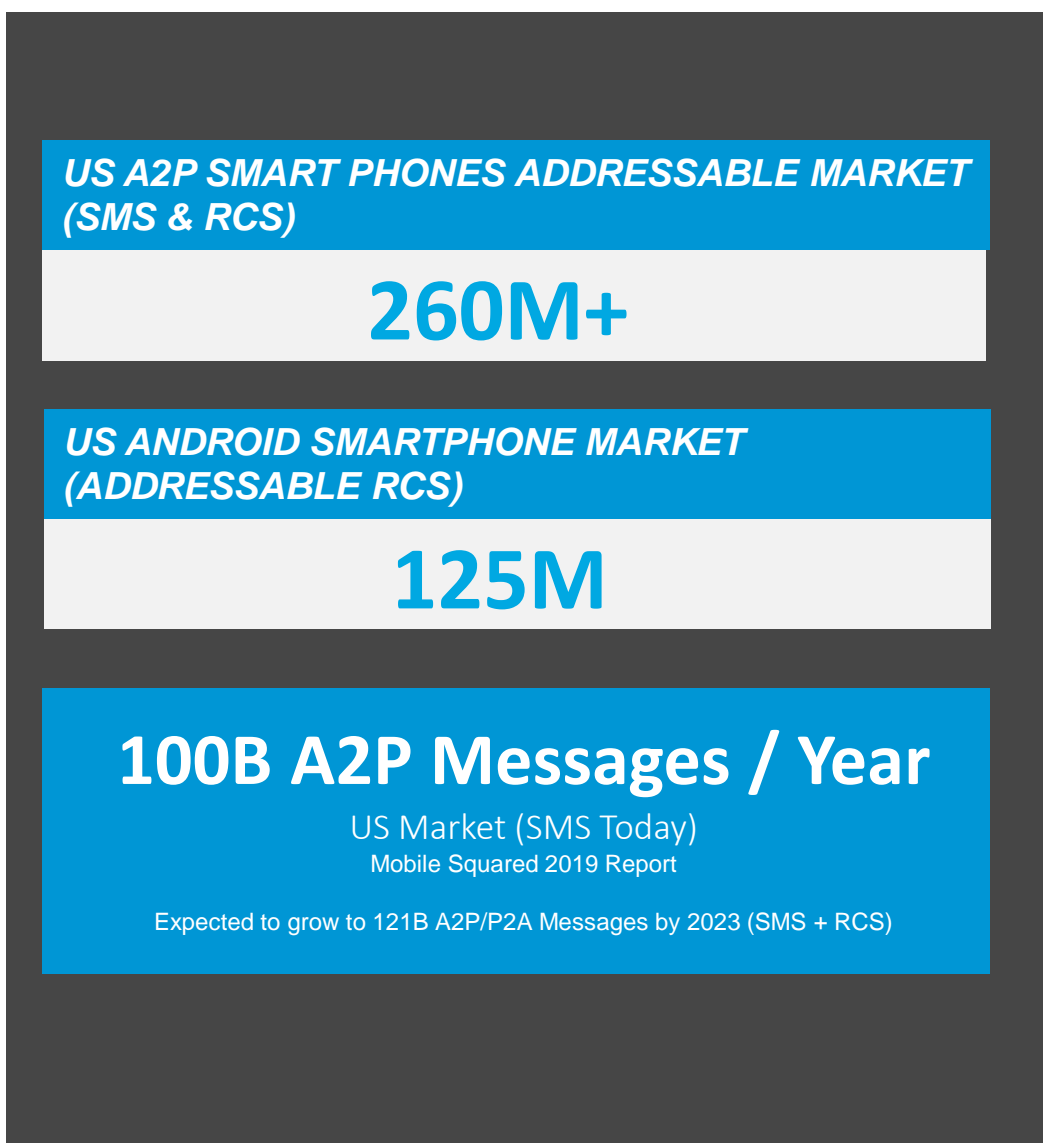 US A2P SMART PHONES ADDRESSABLE MARKET
(SMS & RCS)
260M+
US ANDROID SMARTPHONE MARKET
(ADDRESSABLE RCS)
125M
100B A2P Messages / Year
US Market (SMS Today)
Mobile Squared 2019 Report
Expected to grow to 121B A2P/P2A Messages by 2023 (SMS + RCS)